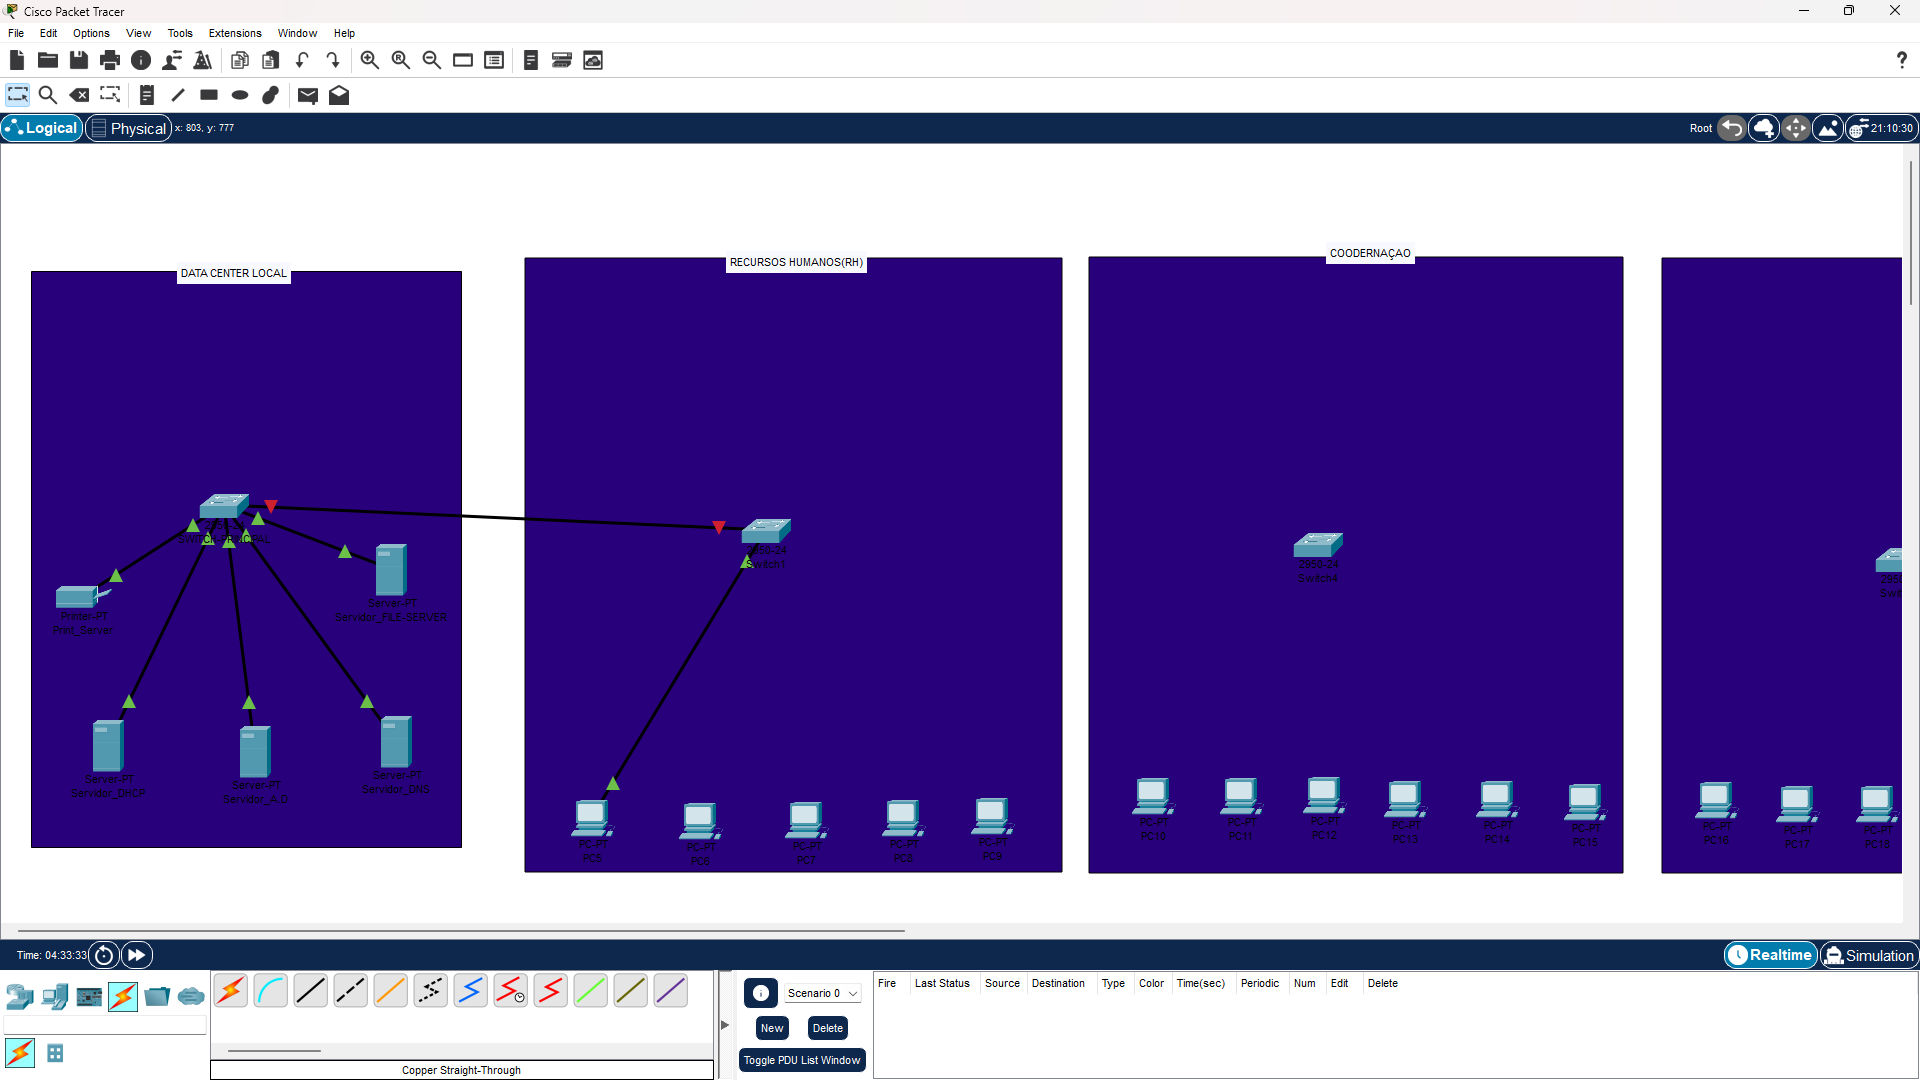 Cisco Packet Tracer
File Edit Options View Tools Extensions Window Help
?
Logical Physical x: 803, y: 777 Root 21:10:30
DATA CENTER LOCAL
RECURSOS HUMANOS(RH)
COODERNAÇAO
SWITCH-PRINCIPAL
2950-24
Switch1
2950-24
Switch4
Printer-PT
Print_Server
Server-PT
Servidor_FILE-SERVER
Server-PT
Servidor_DHCP
Server-PT
Servidor_A.D
Server-PT
Servidor_DNS
PC-PT
PC5
PC-PT
PC6
PC-PT
PC7
PC-PT
PC8
PC-PT
PC9
PC-PT
PC10
PC-PT
PC11
PC-PT
PC12
PC-PT
PC13
PC-PT
PC14
PC-PT
PC15
PC-PT
PC16
PC-PT
PC17
PC-PT
PC18
Time: 04:33:33 Realtime Simulation
Scenario 0
New Delete
Toggle PDU List Window
Fire Last Status Source Destination Type Color Time(sec) Periodic Num Edit Delete
Copper Straight-Through